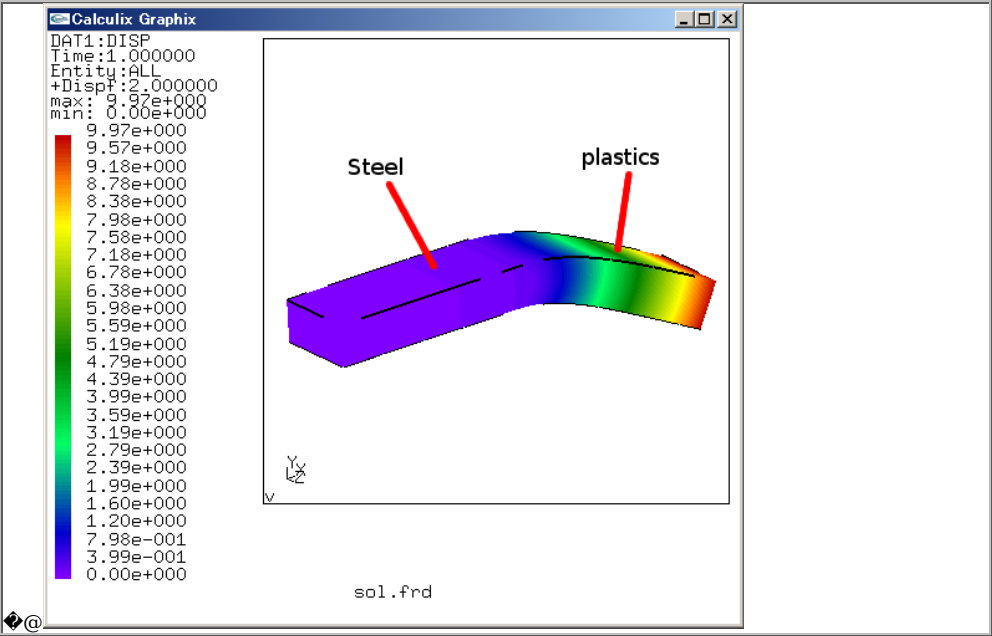 Calculix Graphix
DAT1:DISP
Time:1.000000
Entity:ALL
+Dispf:2.000000
max: 9.97e+000
min: 0.00e+000
9.97e+000
9.57e+000
9.18e+000
8.78e+000
8.38e+000
7.98e+000
7.58e+000
7.18e+000
6.78e+000
6.38e+000
5.98e+000
5.59e+000
5.19e+000
4.79e+000
4.39e+000
3.99e+000
3.59e+000
3.19e+000
2.79e+000
2.39e+000
1.99e+000
1.60e+000
1.20e+000
7.98e-001
3.99e-001
0.00e+000
Steel
plastics
Y
X
Z
v
sol.frd
�@